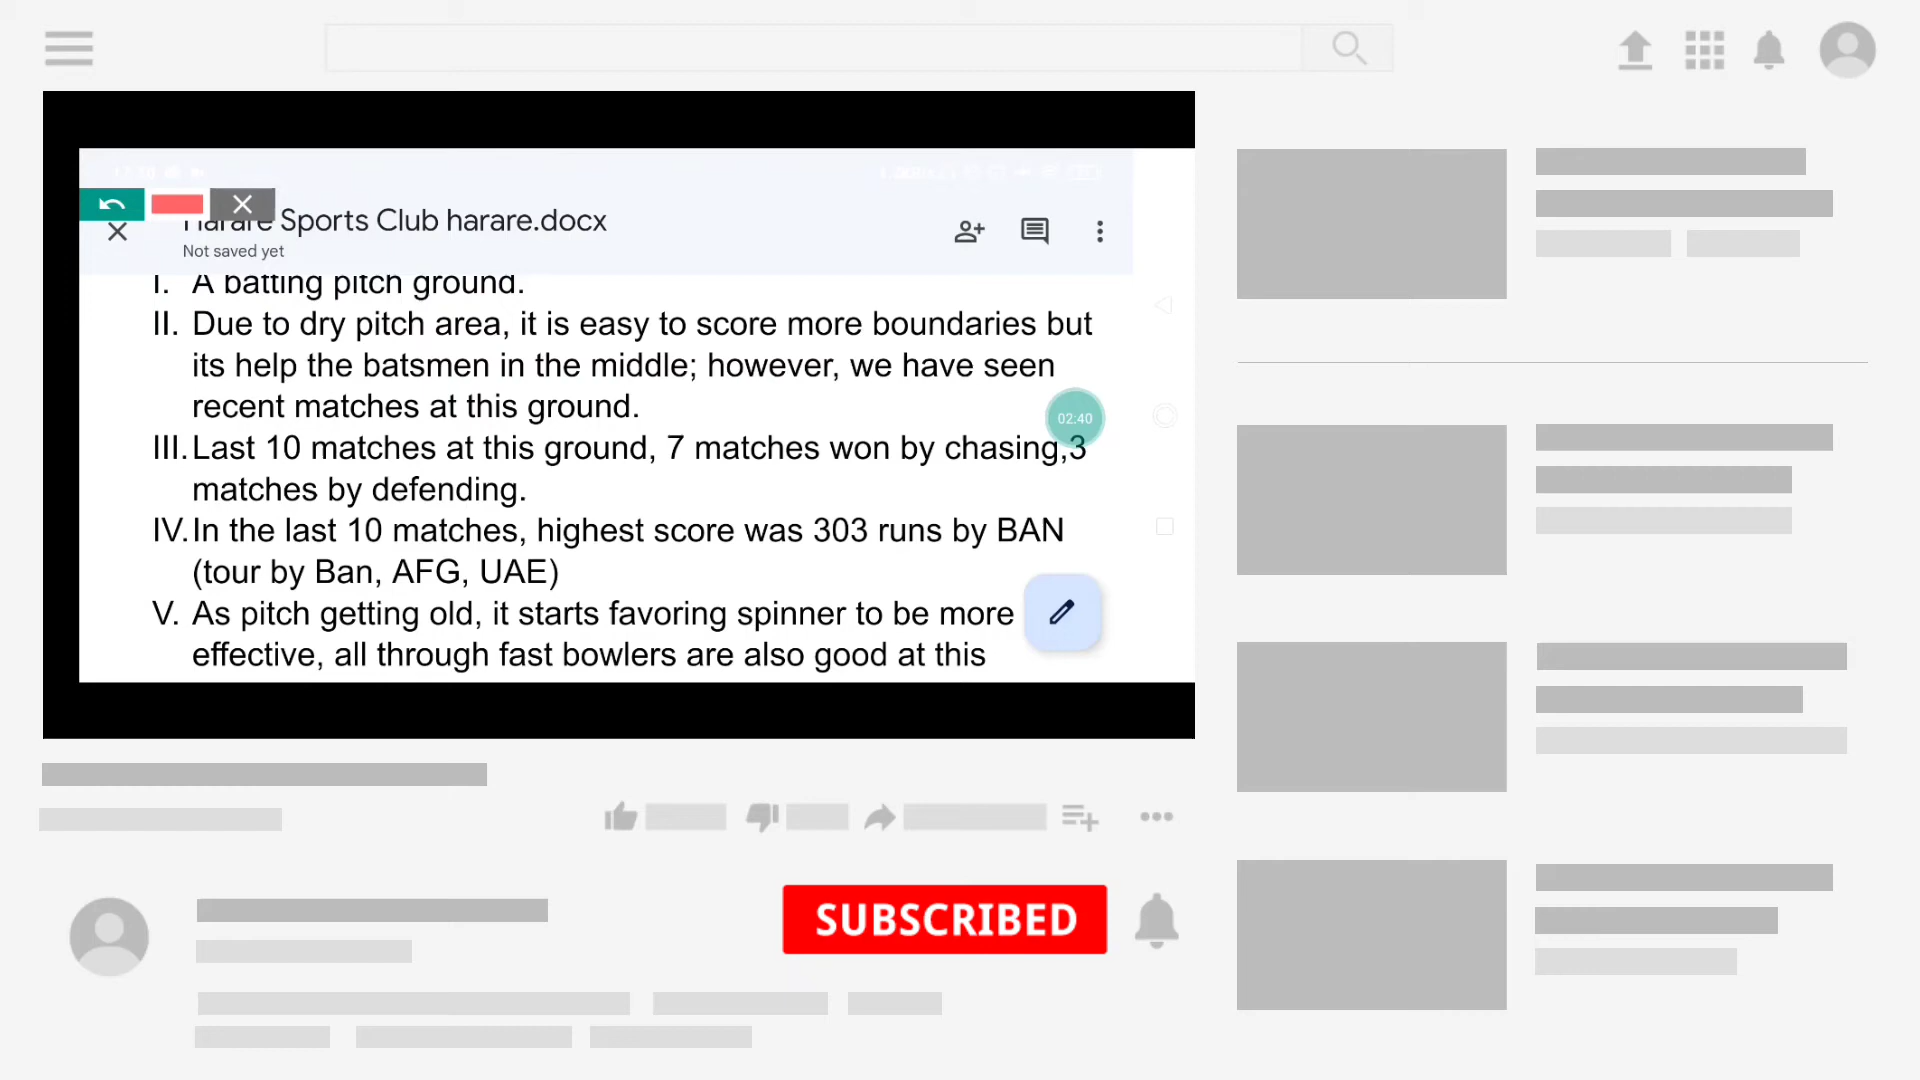 Harare Sports Club harare.docx
Not saved yet
I. A batting pitch ground.
II. Due to dry pitch area, it is easy to score more boundaries but
its help the batsmen in the middle; however, we have seen
recent matches at this ground.
02:40
III. Last 10 matches at this ground, 7 matches won by chasing,3
matches by defending.
IV. In the last 10 matches, highest score was 303 runs by BAN
(tour by Ban, AFG, UAE)
V. As pitch getting old, it starts favoring spinner to be more
effective, all through fast bowlers are also good at this
SUBSCRIBED